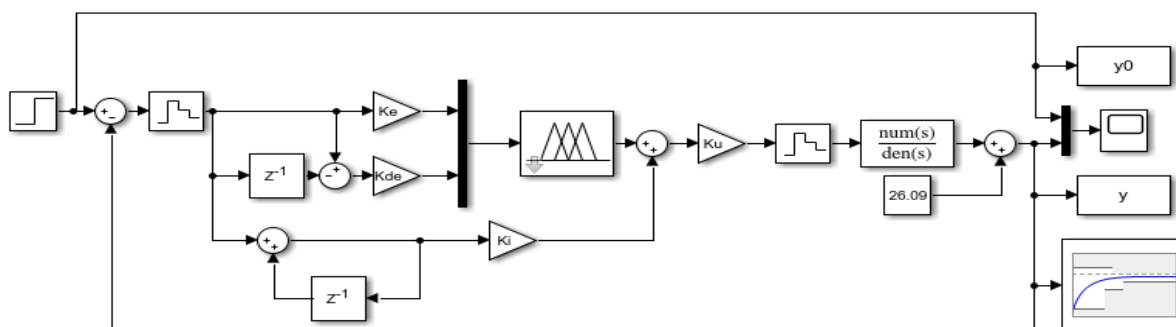 y0
Ke
Ku
num(s)
den(s)
z-1
Kde
26.09
y
Ki
z-1